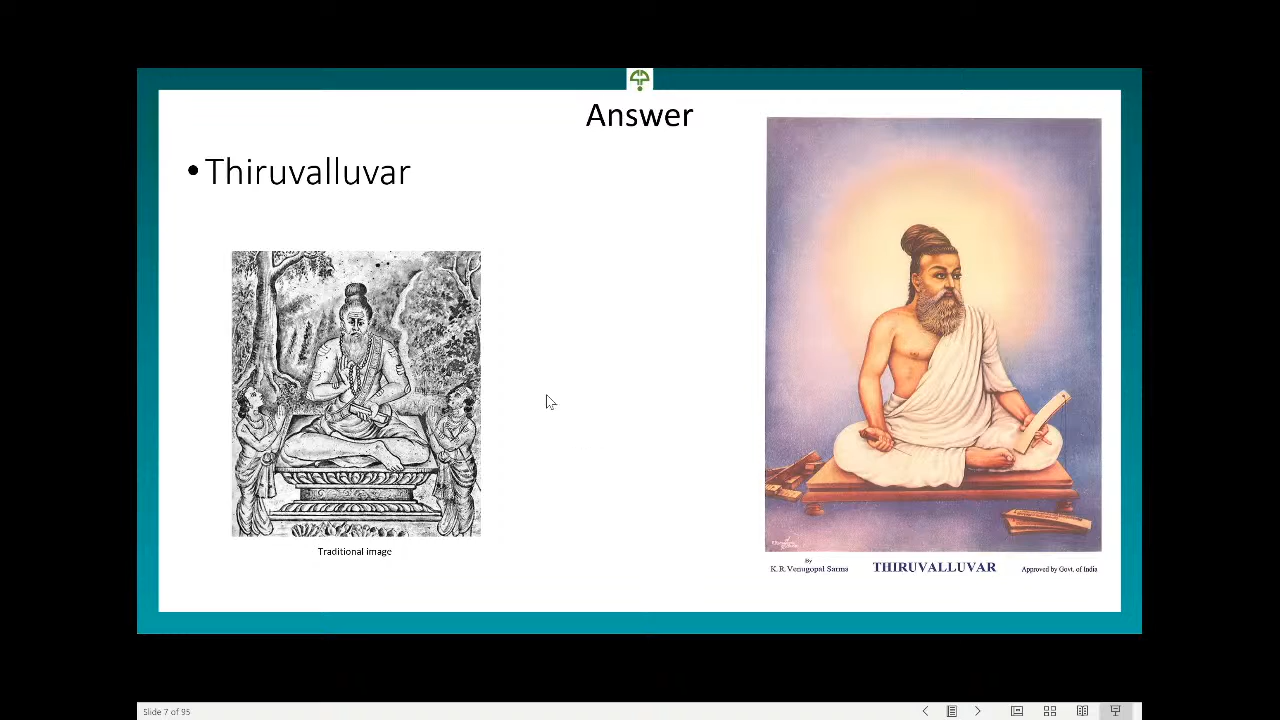 Answer
• Thiruvalluvar
Traditional image
By
K.R.Venugopal Sarma
THIRUVALLUVAR
Approved by Govt. of India
Slide 7 of 95